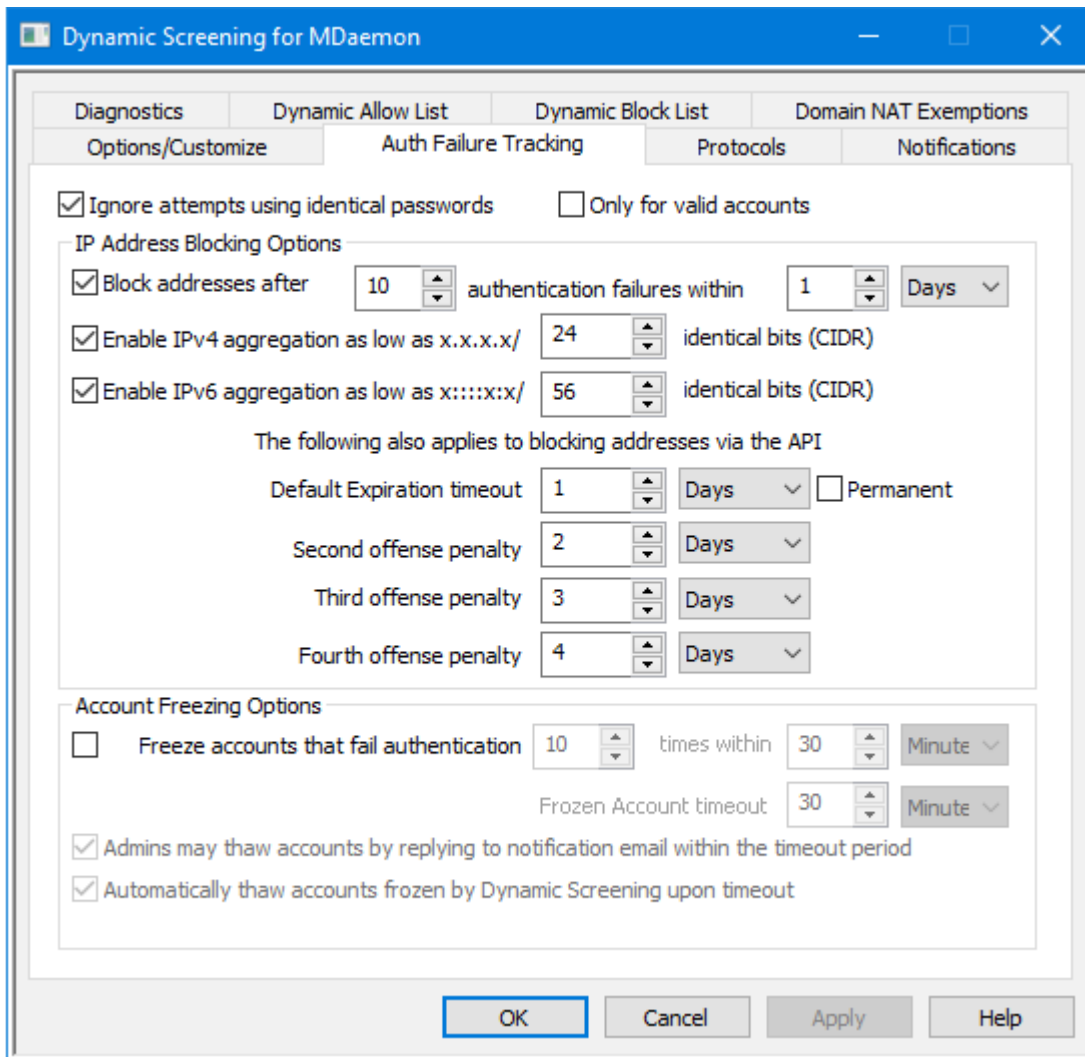 Dynamic Screening for MDaemon
Diagnostics Dynamic Allow List Dynamic Block List Domain NAT Exemptions
Options/Customize Auth Failure Tracking Protocols Notifications
Ignore attempts using identical passwords Only for valid accounts
IP Address Blocking Options
Block addresses after 10 authentication failures within 1 Days
Enable IPv4 aggregation as low as x.x.x.x/ 24 identical bits (CIDR)
Enable IPv6 aggregation as low as x::::x:x/ 56 identical bits (CIDR)
The following also applies to blocking addresses via the API
Default Expiration timeout 1 Days Permanent
Second offense penalty 2 Days
Third offense penalty 3 Days
Fourth offense penalty 4 Days
Account Freezing Options
Freeze accounts that fail authentication 10 times within 30 Minute
Frozen Account timeout 30 Minute
Admins may thaw accounts by replying to notification email within the timeout period
Automatically thaw accounts frozen by Dynamic Screening upon timeout
OK Cancel Apply Help